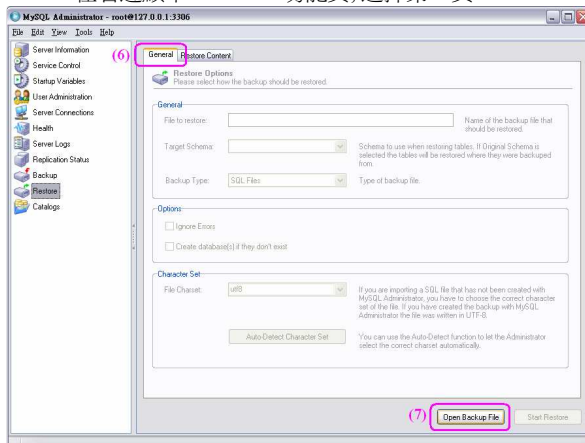 MySQL Administrator - root@127.0.0.1:3306
File Edit View Tools Help
Server Information
Service Control
Startup Variables
User Administration
Server Connections
Health
Server Logs
Replication Status
Backup
Restore
Catalogs
(6)
General
Restore Content
Restore Options
Please select how the backup should be restored.
General
File to restore:
Name of the backup file that
should be restored.
Target Schema:
Schema to use when restoring tables. If Original Schema is
selected the tables will be restored where they were backuped
from.
Backup Type:
SQL Files
Type of backup file.
Options
Ignore Errors
Create database(s) if they don't exist
Character Set
File Charset:
utf8
If you are importing a SQL file that has not been created with
MySQL Administrator, you have to choose the correct character
set of the file. If you have created the backup with MySQL
Administrator the file was written in UTF-8.
Auto-Detect Character Set
You can use the Auto-Detect function to let the Administrator
select the correct charset automatically.
(7)
Open Backup File
Start Restore